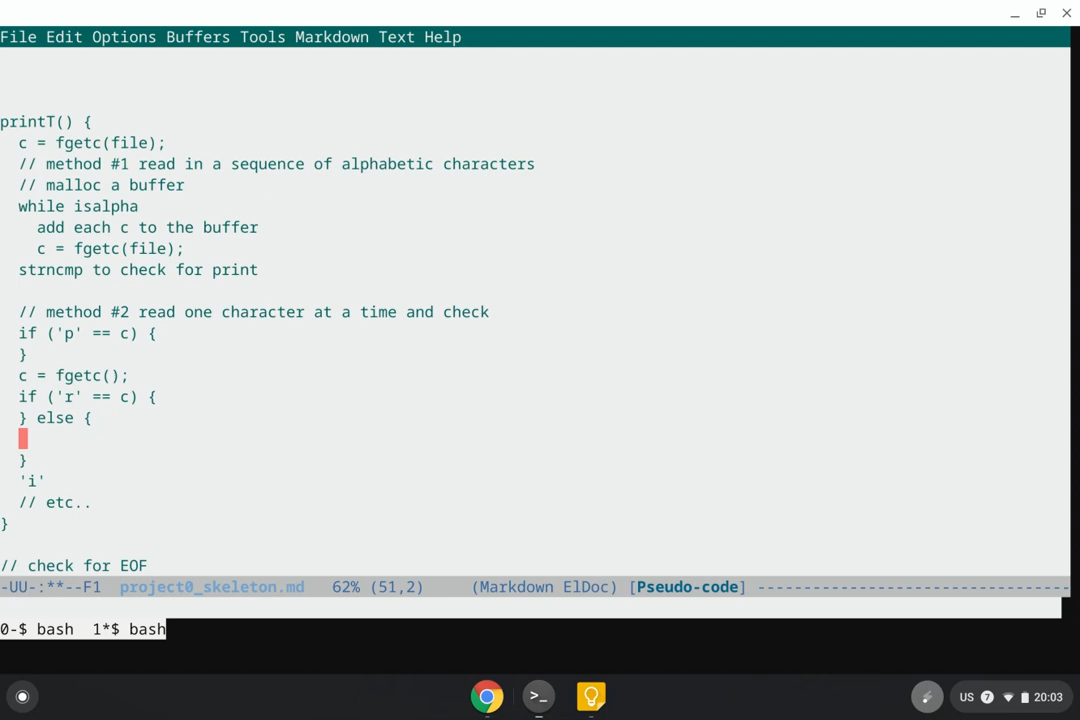 File Edit Options Buffers Tools Markdown Text Help
printT() {
  c = fgetc(file);
  // method #1 read in a sequence of alphabetic characters
  // malloc a buffer
  while isalpha
    add each c to the buffer
    c = fgetc(file);
  strncmp to check for print
  // method #2 read one character at a time and check
  if ('p' == c) {
  }
  c = fgetc();
  if ('r' == c) {
  } else {
  }
  'i'
  // etc..
}
// check for EOF
-UU-:**--F1  project0_skeleton.md   62% (51,2)     (Markdown ElDoc) [Pseudo-code] ----------------------------------
0-$ bash  1*$ bash
>_
US 7 20:03